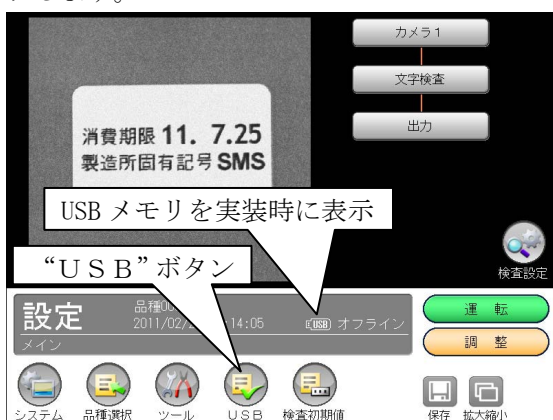 カメラ１
文字検査
出力
消費期限 11. 7.25
製造所固有記号 SMS
USB メモリを実装時に表示
“ＵＳＢ”ボタン
検査設定
設定
メイン
2011/02/
14:05
USB
オフライン
運 転
調 整
システム
品種選択
ツール
ＵＳＢ
検査初期値
保存
拡大縮小